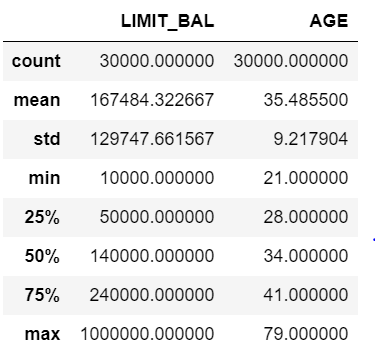 LIMIT_BAL AGE
count 30000.000000 30000.000000
mean 167484.322667 35.485500
std 129747.661567 9.217904
min 10000.000000 21.000000
25% 50000.000000 28.000000
50% 140000.000000 34.000000
75% 240000.000000 41.000000
max 1000000.000000 79.000000